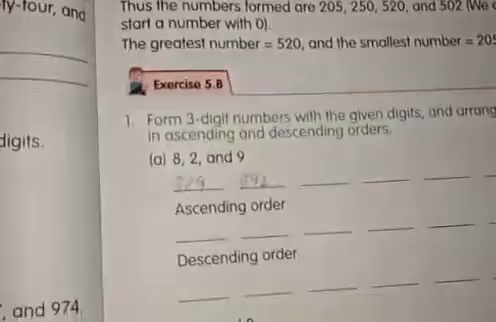 ty-four, and
digits.
, and 974
Thus the numbers formed are 205, 250, 520, and 502 (We
start a number with 0).
The greatest number = 520, and the smallest number = 205
Exercise 5.B
1. Form 3-digit numbers with the given digits, and arrang
in ascending and descending orders.
(a) 8, 2, and 9
829
Ascending order
Descending order